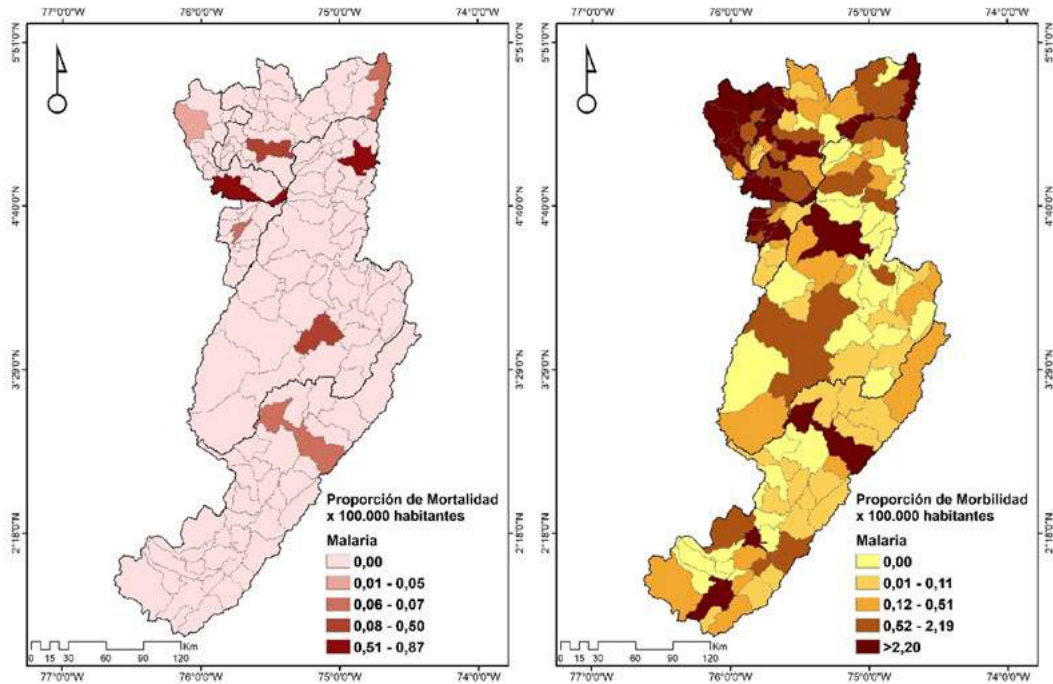 77°0'0"W 76°0'0"W 75°0'0"W 74°0'0"W
5°51'0"N
4°40'0"N
3°29'0"N
2°18'0"N
Proporción de Mortalidad
x 100.000 habitantes
Malaria
0,00
0,01 - 0,05
0,06 - 0,07
0,08 - 0,50
0,51 - 0,87
0 15 30 60 90 120
Km
77°0'0"W 76°0'0"W 75°0'0"W 74°0'0"W
77°0'0"W 76°0'0"W 75°0'0"W 74°0'0"W
5°51'0"N
4°40'0"N
3°29'0"N
2°18'0"N
Proporción de Morbilidad
x 100.000 habitantes
Malaria
0,00
0,01 - 0,11
0,12 - 0,51
0,52 - 2,19
>2,20
0 15 30 60 90 120
Km
77°0'0"W 76°0'0"W 75°0'0"W 74°0'0"W